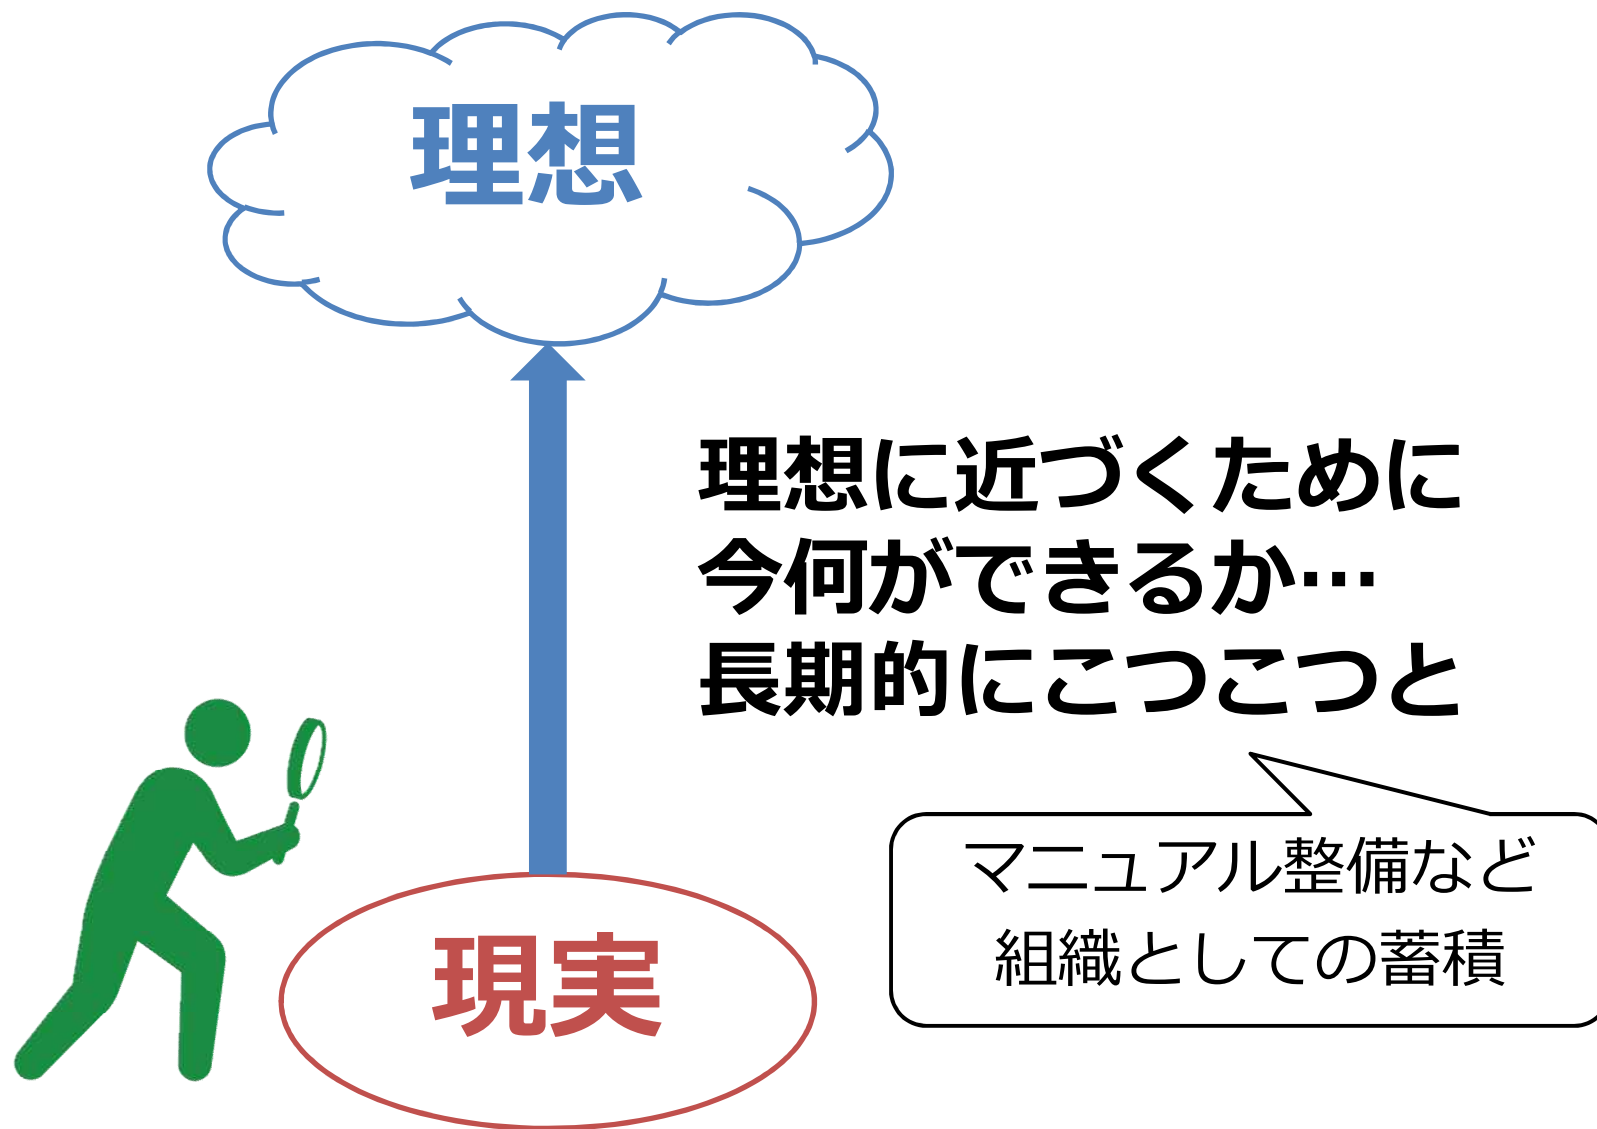 理想
理想に近づくために
今何ができるか…
長期的にこつこつと
マニュアル整備など
組織としての蓄積
現実